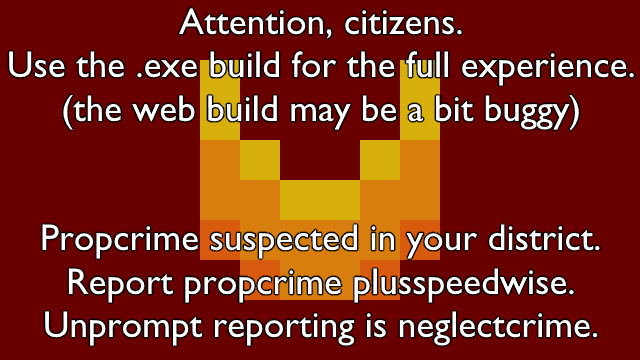 Attention, citizens.
Use the .exe build for the full experience.
(the web build may be a bit buggy)
Propcrime suspected in your district.
Report propcrime plusspeedwise.
Unprompt reporting is neglectcrime.